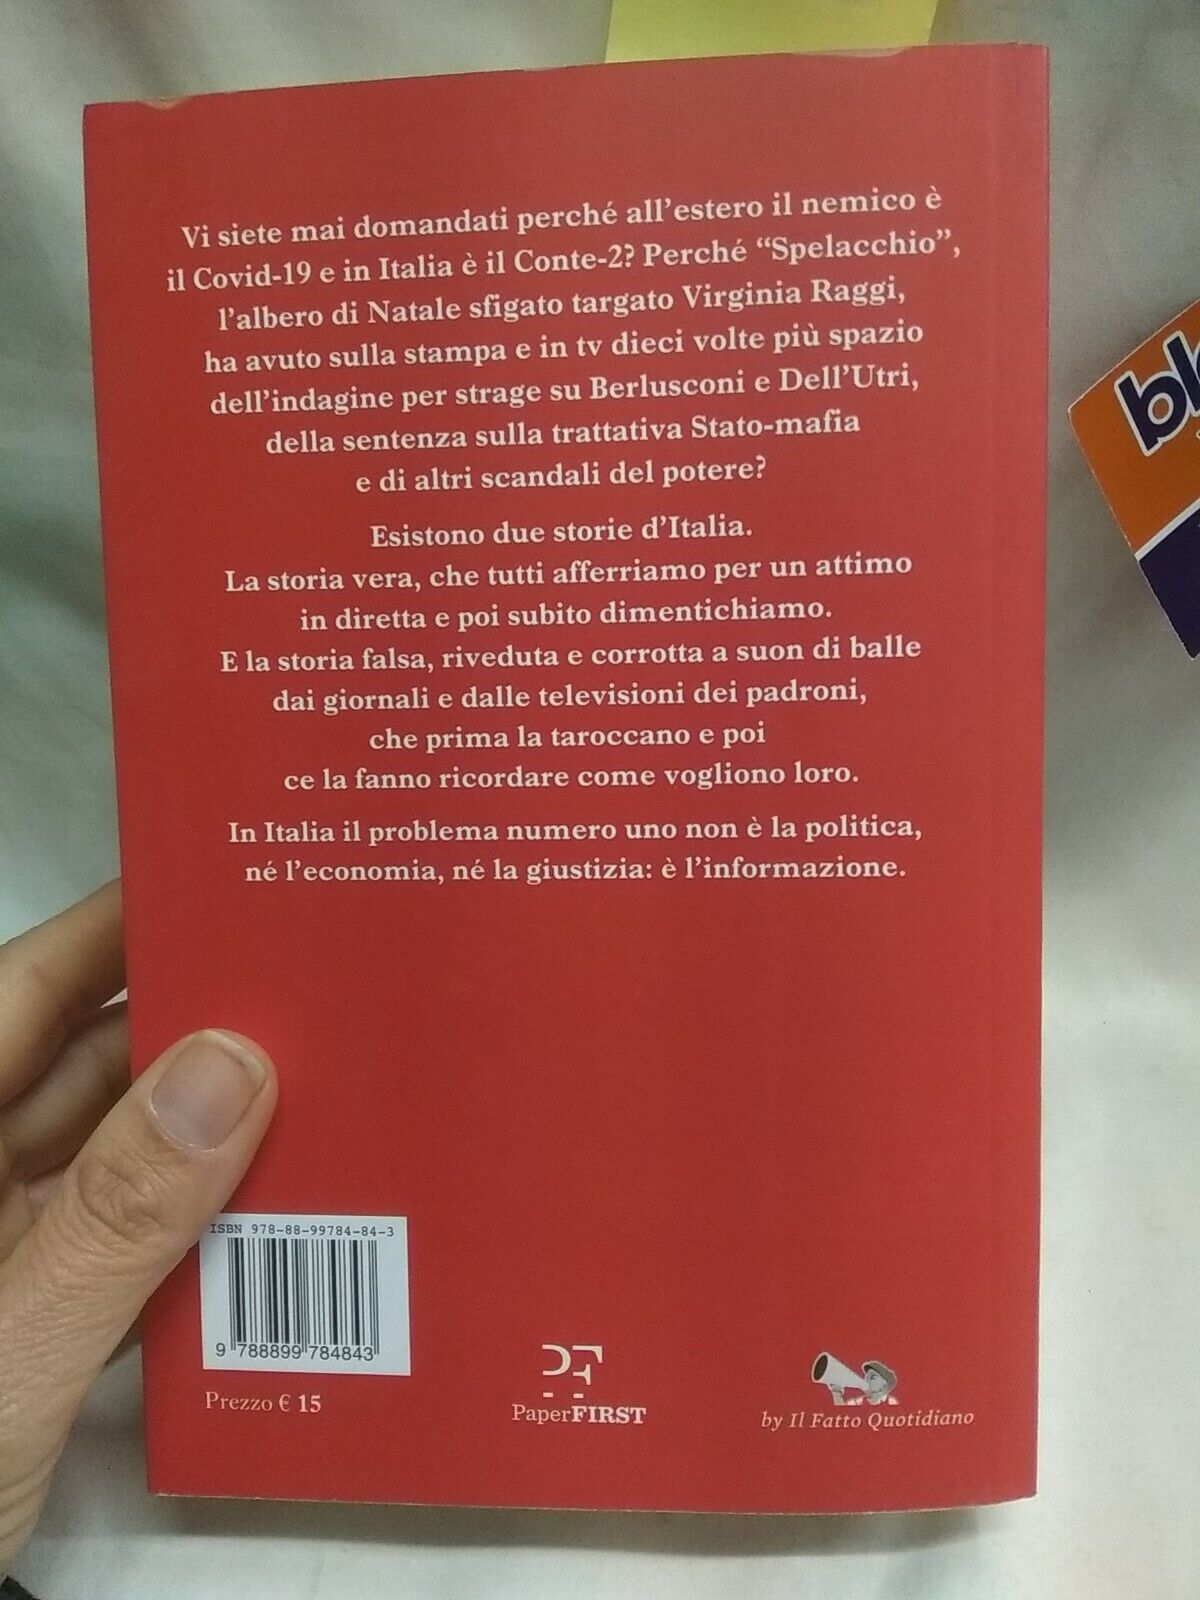 Vi siete mai domandati perché all'estero il nemico è
il Covid-19 e in Italia è il Conte-2? Perché “Spelacchio”,
l'albero di Natale sfigato targato Virginia Raggi,
ha avuto sulla stampa e in tv dieci volte più spazio
dell'indagine per strage su Berlusconi e Dell'Utri,
della sentenza sulla trattativa Stato-mafia
e di altri scandali del potere?
Esistono due storie d'Italia.
La storia vera, che tutti afferriamo per un attimo
in diretta e poi subito dimentichiamo.
E la storia falsa, riveduta e corrotta a suon di balle
dai giornali e dalle televisioni dei padroni,
che prima la taroccano e poi
ce la fanno ricordare come vogliono loro.
In Italia il problema numero uno non è la politica,
né l'economia, né la giustizia: è l'informazione.
ISBN 978-88-99784-84-3
9 788899 784843
Prezzo € 15
PF
PaperFIRST
by Il Fatto Quotidiano